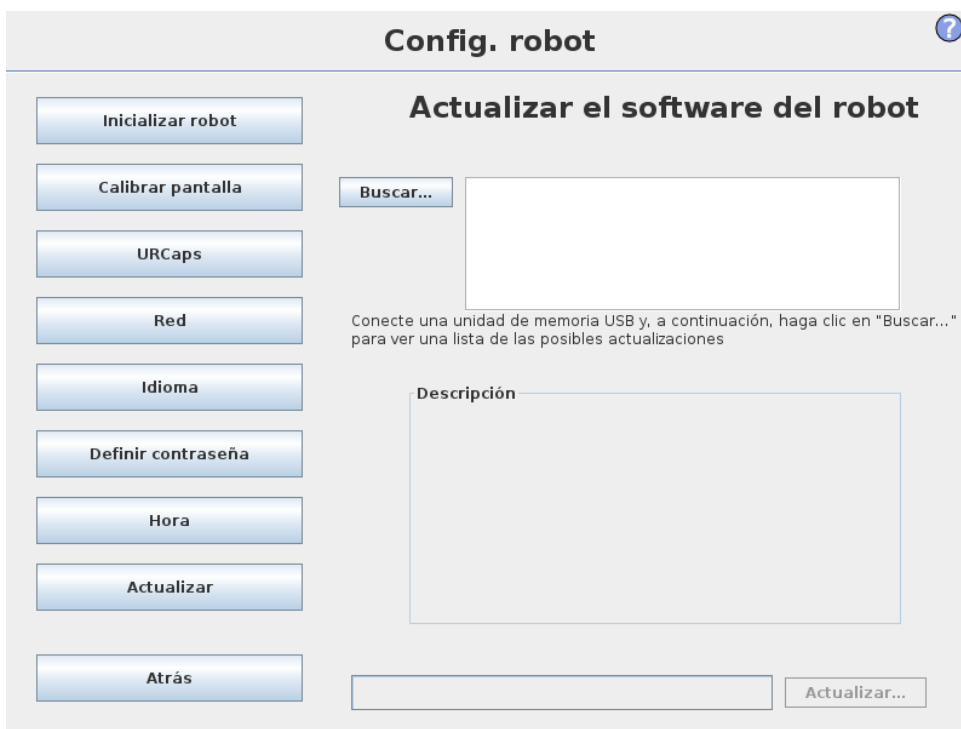 Config. robot
?
Inicializar robot
Calibrar pantalla
URCaps
Red
Idioma
Definir contraseña
Hora
Actualizar
Atrás
Actualizar el software del robot
Buscar...
Conecte una unidad de memoria USB y, a continuación, haga clic en "Buscar..."
para ver una lista de las posibles actualizaciones
Descripción
Actualizar...